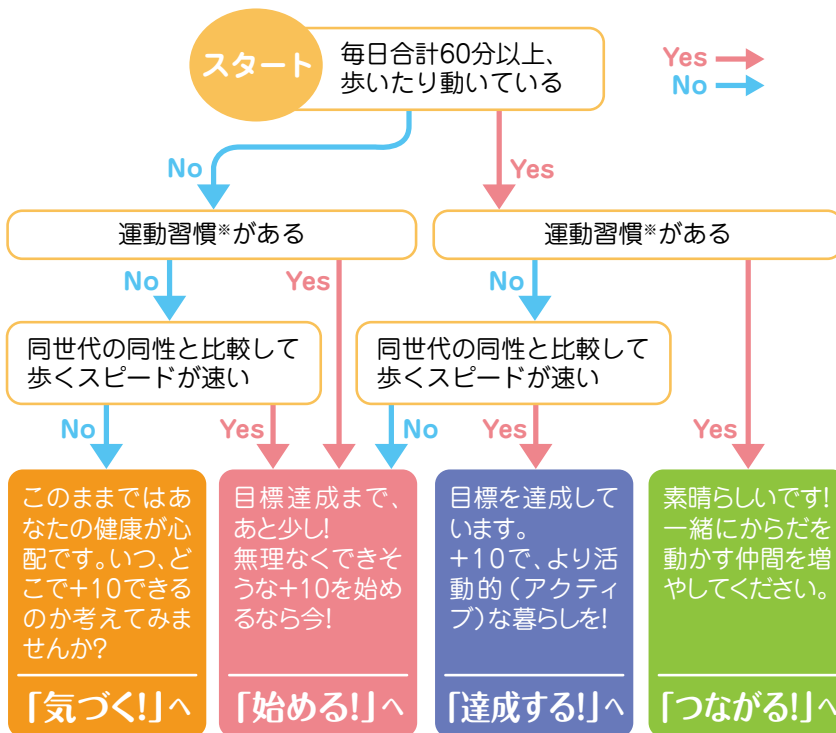 スタート
毎日合計60分以上、
歩いたり動いている
Yes
No
No
Yes
運動習慣※がある
運動習慣※がある
No
Yes
No
同世代の同性と比較して
歩くスピードが速い
同世代の同性と比較して
歩くスピードが速い
No
Yes
No
Yes
Yes
このままではあ
なたの健康が心
配です。いつ、ど
こで+10できる
のか考えてみま
せんか?
「気づく!」へ
目標達成まで、
あと少し!
無理なくできそ
うな+10を始め
るなら今!
「始める!」へ
目標を達成して
います。
+10で、より活
動的(アクティ
ブ)な暮らしを!
「達成する!」へ
素晴らしいです!
一緒にからだを
動かす仲間を増
やしてください。
「つながる!」へ